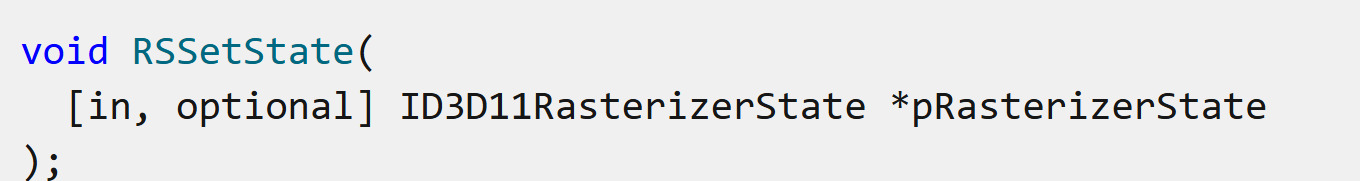 void RSSetState(
  [in, optional] ID3D11RasterizerState *pRasterizerState
);